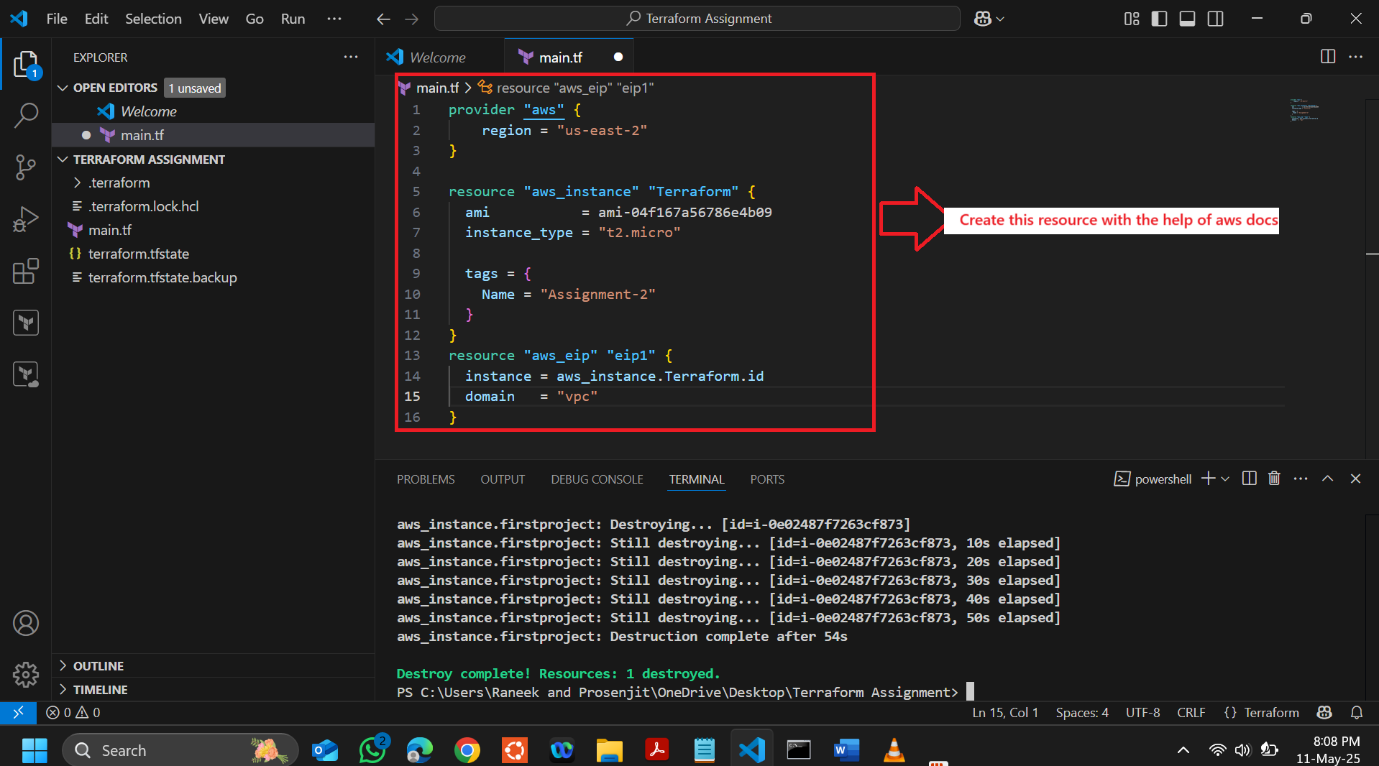 File Edit Selection View Go Run ···
Terraform Assignment
EXPLORER
OPEN EDITORS 1 unsaved
Welcome
main.tf
TERRAFORM ASSIGNMENT
.terraform
.terraform.lock.hcl
main.tf
terraform.tfstate
terraform.tfstate.backup
OUTLINE
TIMELINE
1
Welcome
main.tf
main.tf > resource "aws_eip" "eip1"
1 provider "aws" {
2 region = "us-east-2"
3 }
4
5 resource "aws_instance" "Terraform" {
6 ami = ami-04f167a56786e4b09
7 instance_type = "t2.micro"
8
9 tags = {
10 Name = "Assignment-2"
11 }
12 }
13 resource "aws_eip" "eip1" {
14 instance = aws_instance.Terraform.id
15 domain = "vpc"
16 }
Create this resource with the help of aws docs
PROBLEMS OUTPUT DEBUG CONSOLE TERMINAL PORTS
powershell
aws_instance.firstproject: Destroying... [id=i-0e02487f7263cf873]
aws_instance.firstproject: Still destroying... [id=i-0e02487f7263cf873, 10s elapsed]
aws_instance.firstproject: Still destroying... [id=i-0e02487f7263cf873, 20s elapsed]
aws_instance.firstproject: Still destroying... [id=i-0e02487f7263cf873, 30s elapsed]
aws_instance.firstproject: Still destroying... [id=i-0e02487f7263cf873, 40s elapsed]
aws_instance.firstproject: Still destroying... [id=i-0e02487f7263cf873, 50s elapsed]
aws_instance.firstproject: Destruction complete after 54s
Destroy complete! Resources: 1 destroyed.
PS C:\Users\Raneek and Prosenjit\OneDrive\Desktop\Terraform Assignment>
0 0
Ln 15, Col 1 Spaces: 4 UTF-8 CRLF {} Terraform
Search
2
8:08 PM
11-May-25